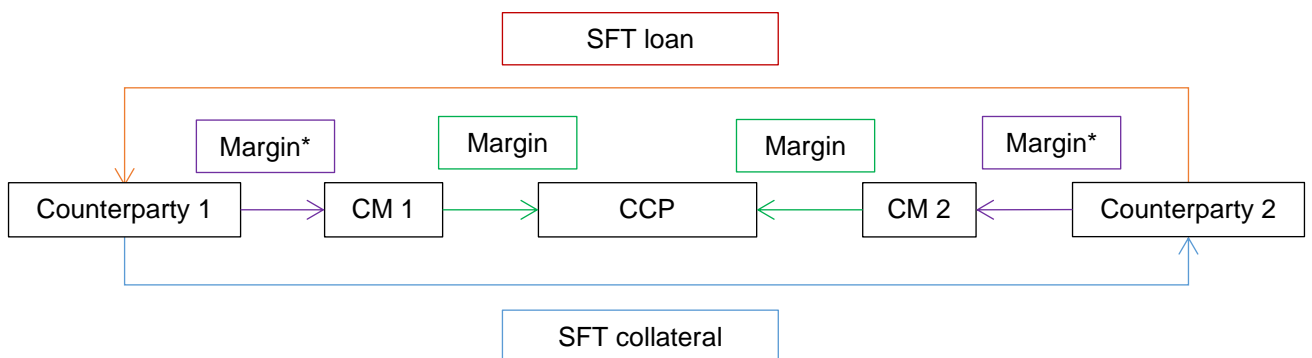 SFT loan
Margin*
Margin
Margin
Margin*
Counterparty 1
CM 1
CCP
CM 2
Counterparty 2
SFT collateral